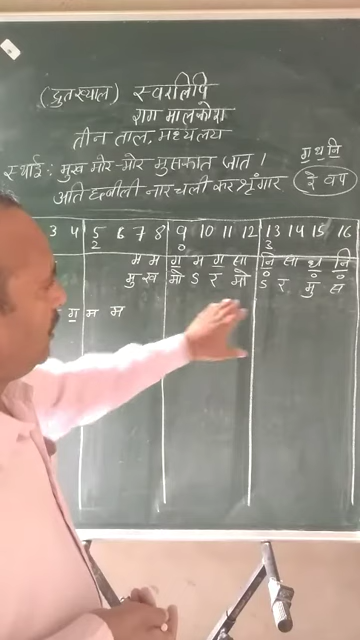 (द्रुतख्याल) स्वरलिपि
राग मालकोश
तीन ताल, मध्यलय
ग॒ ध॒ नि॒
स्थाई : मुख मोर-मोर मुसकात जात ।
अति छबीली नार चली कर श्रृंगार
रे वप
3 4 5 6 7 8 9 10 11 12 13 14 15 16
2 0 3
म म ग॒ म ग॒ सा नि॒ सा ध॒ नि॒
मु ख मो S र मो S र मु स
ग॒ म म